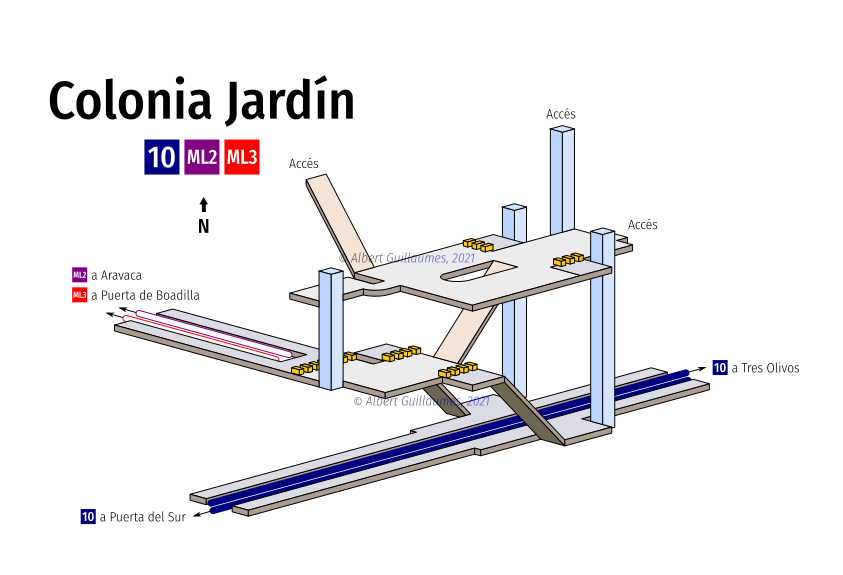 Colonia Jardín
10 ML2 ML3
N
Accés
Accés
Accés
© Albert Guillaumes, 2021
ML2 a Aravaca
ML3 a Puerta de Boadilla
10 a Tres Olivos
© Albert Guillaumes, 2021
10 a Puerta del Sur